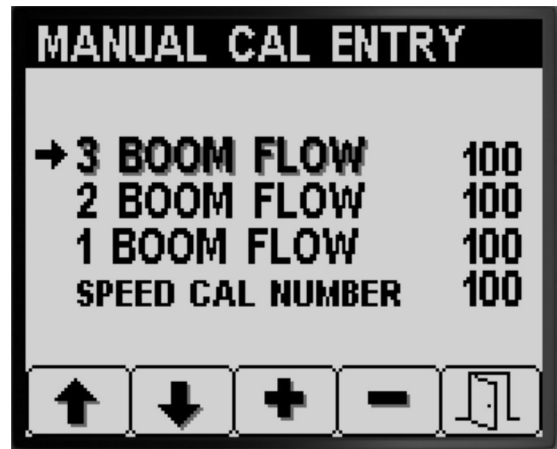 MANUAL CAL ENTRY
3 BOOM FLOW 100
2 BOOM FLOW 100
1 BOOM FLOW 100
SPEED CAL NUMBER 100